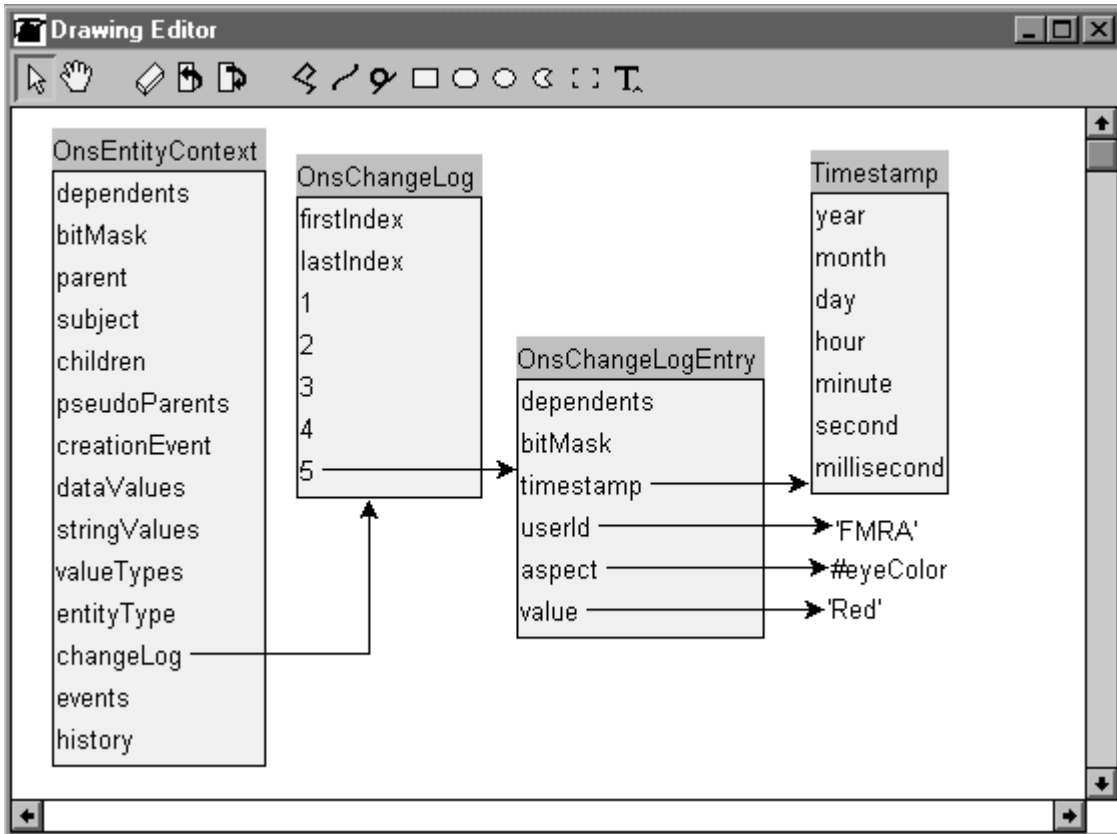 Drawing Editor
T
OnsEntityContext
dependents
bitMask
parent
subject
children
pseudoParents
creationEvent
dataValues
stringValues
valueTypes
entityType
changeLog
events
history
OnsChangeLog
firstIndex
lastIndex
1
2
3
4
5
OnsChangeLogEntry
dependents
bitMask
timestamp
userId
aspect
value
Timestamp
year
month
day
hour
minute
second
millisecond
'FMRA'
#eyeColor
'Red'